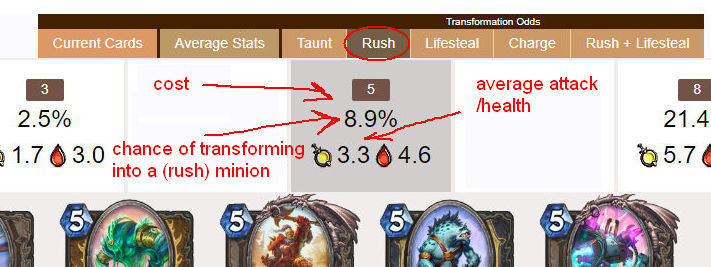 Transformation Odds
Current Cards Average Stats Taunt Rush Lifesteal Charge Rush + Lifesteal
3 cost 5 average attack 8
/health
2.5% 8.9% 21.4
chance of transforming
into a (rush) minion
1.7 3.0 3.3 4.6 5.7
5 5 5 5